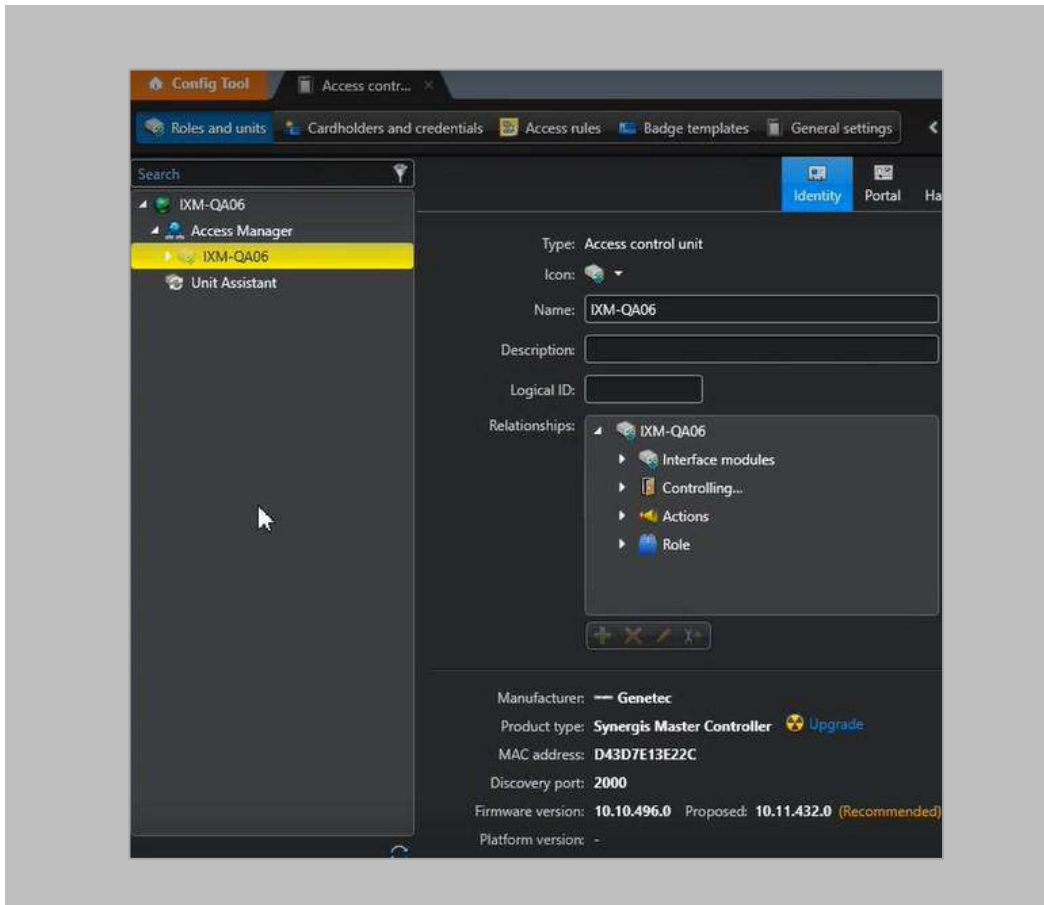 Config Tool
Access contr...
Roles and units
Cardholders and credentials
Access rules
Badge templates
General settings
Search
IXM-QA06
Access Manager
IXM-QA06
Unit Assistant
Identity
Portal
Ha
Type: Access control unit
Icon:
Name: IXM-QA06
Description:
Logical ID:
Relationships:
IXM-QA06
Interface modules
Controlling...
Actions
Role
Manufacturer: Genetec
Product type: Synergis Master Controller Upgrade
MAC address: D43D7E13E22C
Discovery port: 2000
Firmware version: 10.10.496.0 Proposed: 10.11.432.0 (Recommended)
Platform version: -